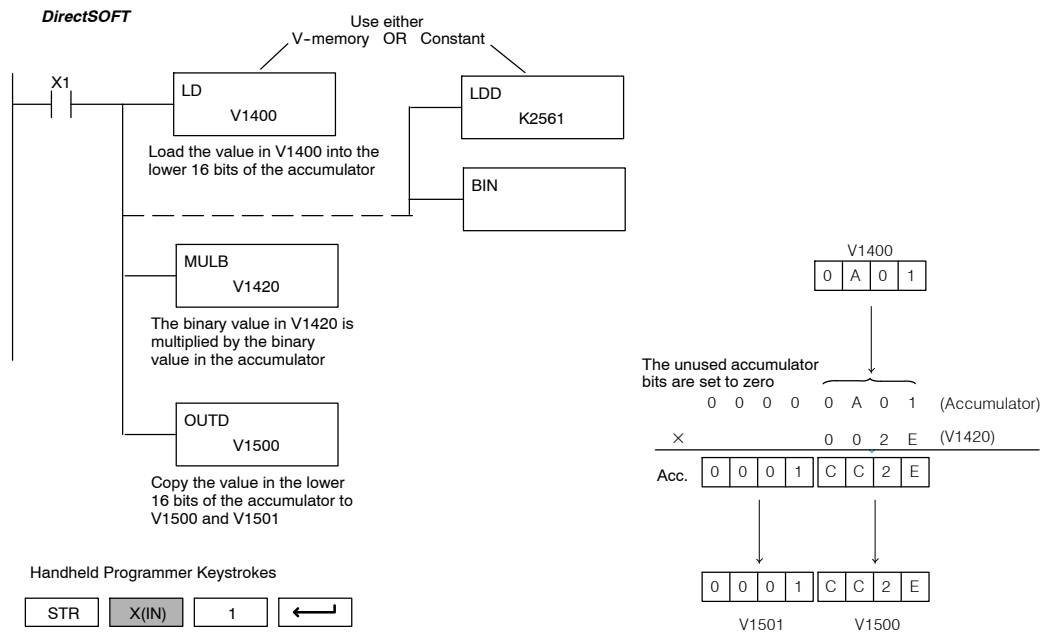 DirectSOFT
Use either
V-memory OR Constant
X1
LD
V1400
LDD
K2561
Load the value in V1400 into the
lower 16 bits of the accumulator
BIN
MULB
V1420
The binary value in V1420 is
multiplied by the binary
value in the accumulator
OUTD
V1500
Copy the value in the lower
16 bits of the accumulator to
V1500 and V1501
V1400
0 A 0 1
The unused accumulator
bits are set to zero
0 0 0 0 0 A 0 1 (Accumulator)
× 0 0 2 E (V1420)
Acc. 0 0 0 1 C C 2 E
0 0 0 1 C C 2 E
V1501 V1500
Handheld Programmer Keystrokes
STR X(IN) 1